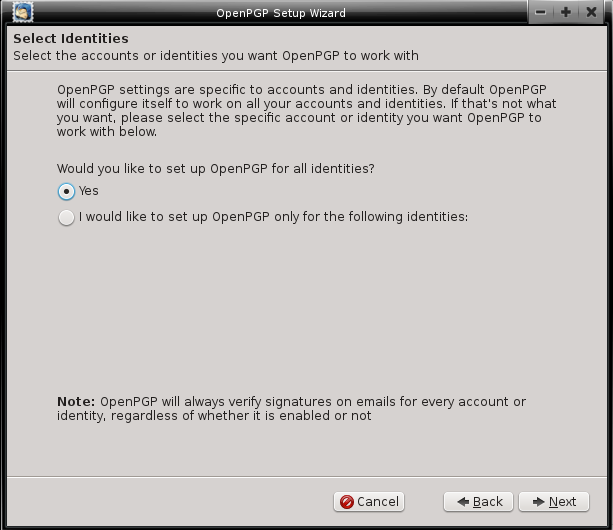 OpenPGP Setup Wizard
Select Identities
Select the accounts or identities you want OpenPGP to work with
OpenPGP settings are specific to accounts and identities. By default OpenPGP
will configure itself to work on all your accounts and identities. If that's not what
you want, please select the specific account or identity you want OpenPGP to
work with below.
Would you like to set up OpenPGP for all identities?
Yes
I would like to set up OpenPGP only for the following identities:
Note: OpenPGP will always verify signatures on emails for every account or
identity, regardless of whether it is enabled or not
Cancel Back Next